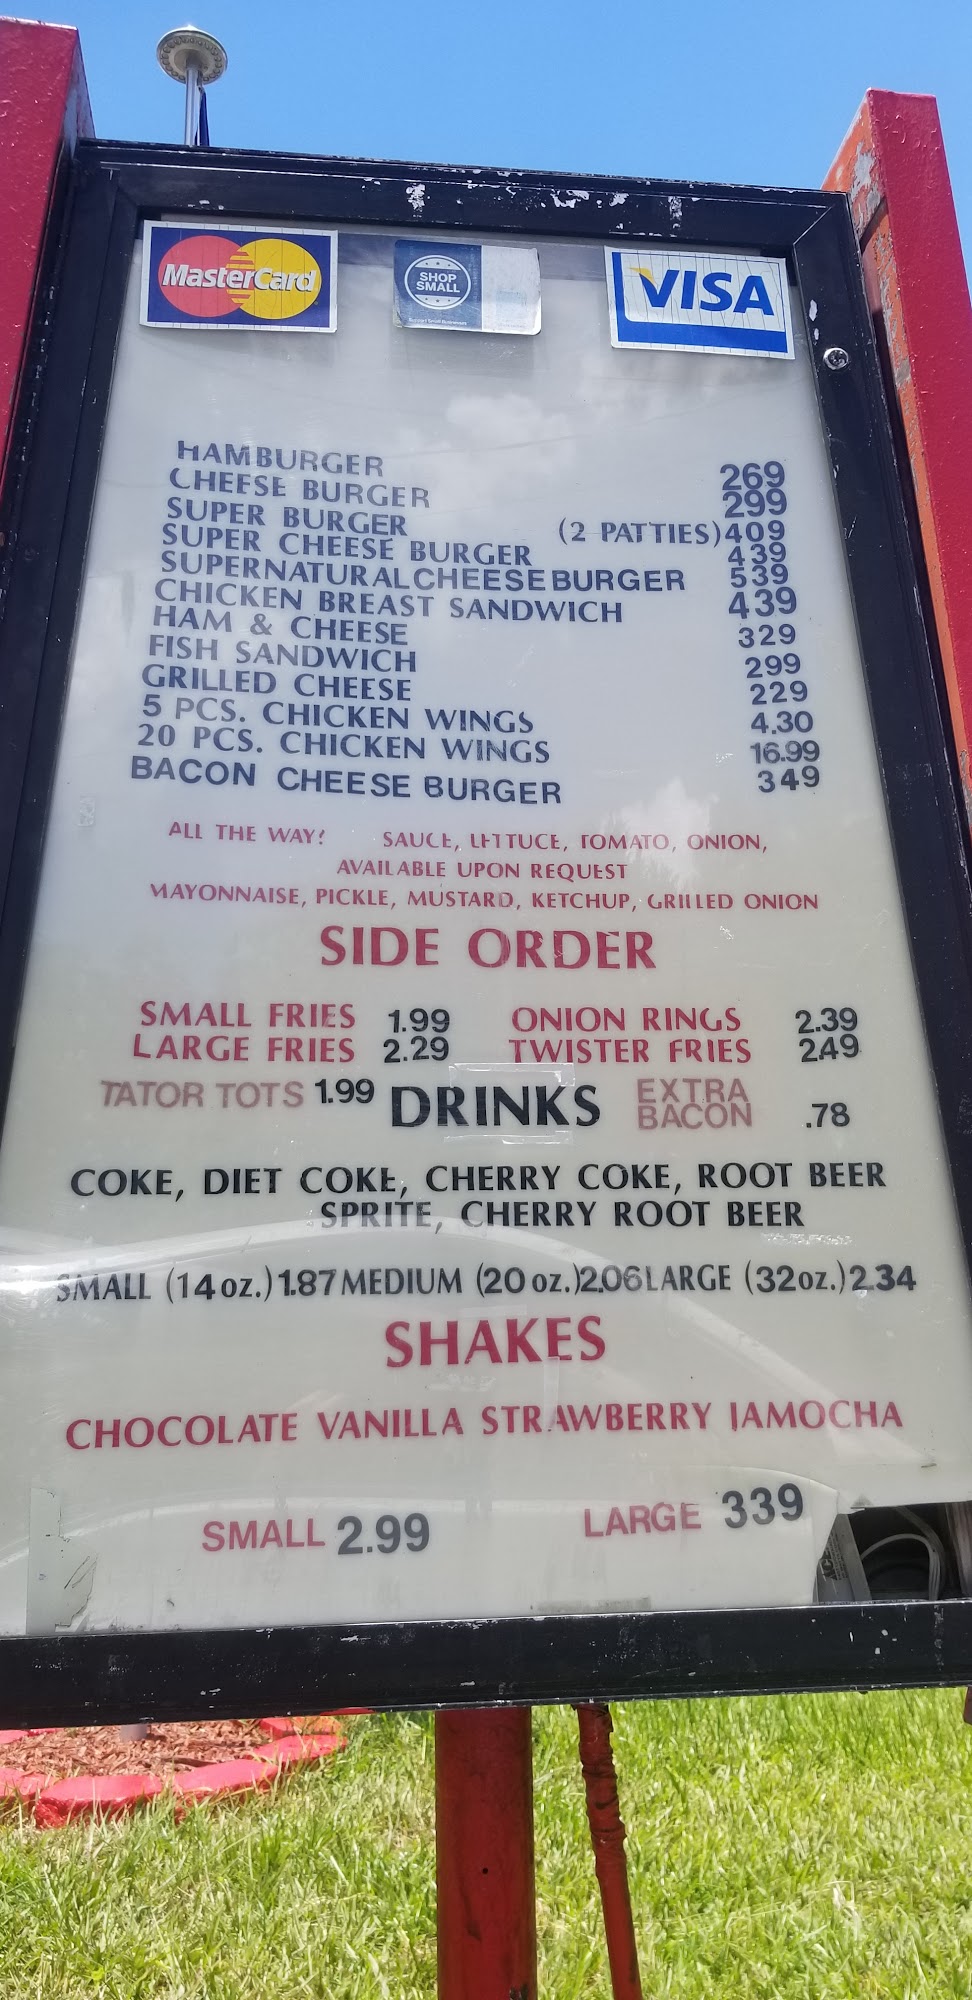 MasterCard
SHOP
SMALL
VISA
HAMBURGER 269
CHEESE BURGER 299
SUPER BURGER (2 PATTIES) 409
SUPER CHEESE BURGER 439
SUPERNATURAL CHEESE BURGER 539
CHICKEN BREAST SANDWICH 439
HAM & CHEESE 329
FISH SANDWICH 299
GRILLED CHEESE 229
5 PCS. CHICKEN WINGS 4.30
20 PCS. CHICKEN WINGS 16.99
BACON CHEESE BURGER 349
ALL THE WAY! SAUCE, LETTUCE, TOMATO, ONION,
AVAILABLE UPON REQUEST
MAYONNAISE, PICKLE, MUSTARD, KETCHUP, GRILLED ONION
SIDE ORDER
SMALL FRIES 1.99 ONION RINGS 2.39
LARGE FRIES 2.29 TWISTER FRIES 2.49
TATOR TOTS 1.99 DRINKS EXTRA BACON .78
COKE, DIET COKE, CHERRY COKE, ROOT BEER
SPRITE, CHERRY ROOT BEER
SMALL (14 oz.) 1.87 MEDIUM (20 oz.) 2.06 LARGE (32 oz.) 2.34
SHAKES
CHOCOLATE VANILLA STRAWBERRY JAMOCHA
SMALL 2.99 LARGE 339